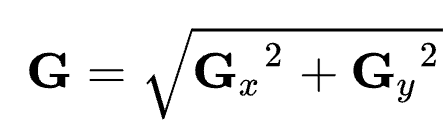 𝐆 = √(𝐆ₓ² + 𝐆ᵧ²)